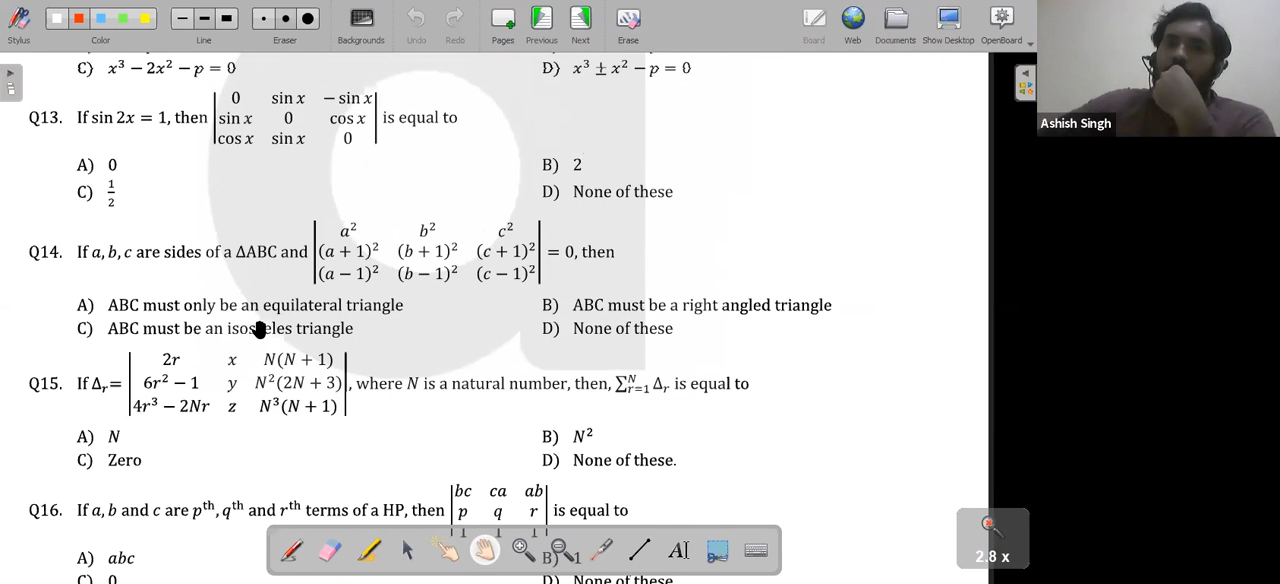 Stylus Color Line Eraser Backgrounds Undo Redo Pages Previous Next Erase Board Web Documents Show Desktop OpenBoard
Ashish Singh
C) x³ − 2x² − p = 0 D) x³ ± x² − p = 0
Q13. If sin 2x = 1, then | 0 sin x − sin x | is equal to
| sin x 0 cos x |
| cos x sin x 0 |
A) 0 B) 2
C) 1/2 D) None of these
Q14. If a, b, c are sides of a ΔABC and | a² b² c² | = 0, then
| (a + 1)² (b + 1)² (c + 1)² |
| (a − 1)² (b − 1)² (c − 1)² |
A) ABC must only be an equilateral triangle B) ABC must be a right angled triangle
C) ABC must be an isosceles triangle D) None of these
Q15. If Δr= | 2r x N(N + 1) |, where N is a natural number, then, ∑ᴺᵣ₌₁ Δr is equal to
| 6r² − 1 y N²(2N + 3) |
| 4r³ − 2Nr z N³(N + 1) |
A) N B) N²
C) Zero D) None of these.
Q16. If a, b and c are pth, qth and rth terms of a HP, then | bc ca ab | is equal to
| p q r |
| 1 1 1 |
A) abc B) 1
C) 0 D) None of these
2.8 x